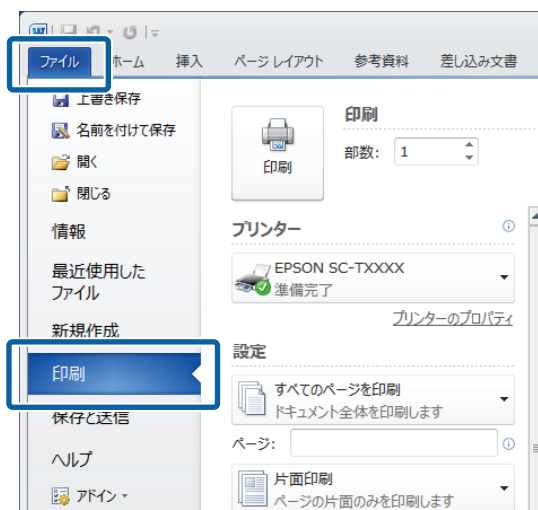 ファイル ホーム 挿入 ページ レイアウト 参考資料 差し込み文書
上書き保存
名前を付けて保存
開く
閉じる
情報
最近使用した
ファイル
新規作成
印刷
保存と送信
ヘルプ
アドイン
印刷
印刷
部数: 1
プリンター
EPSON SC-TXXXX
準備完了
プリンターのプロパティ
設定
すべてのページを印刷
ドキュメント全体を印刷します
ページ:
片面印刷
ページの片面のみを印刷します